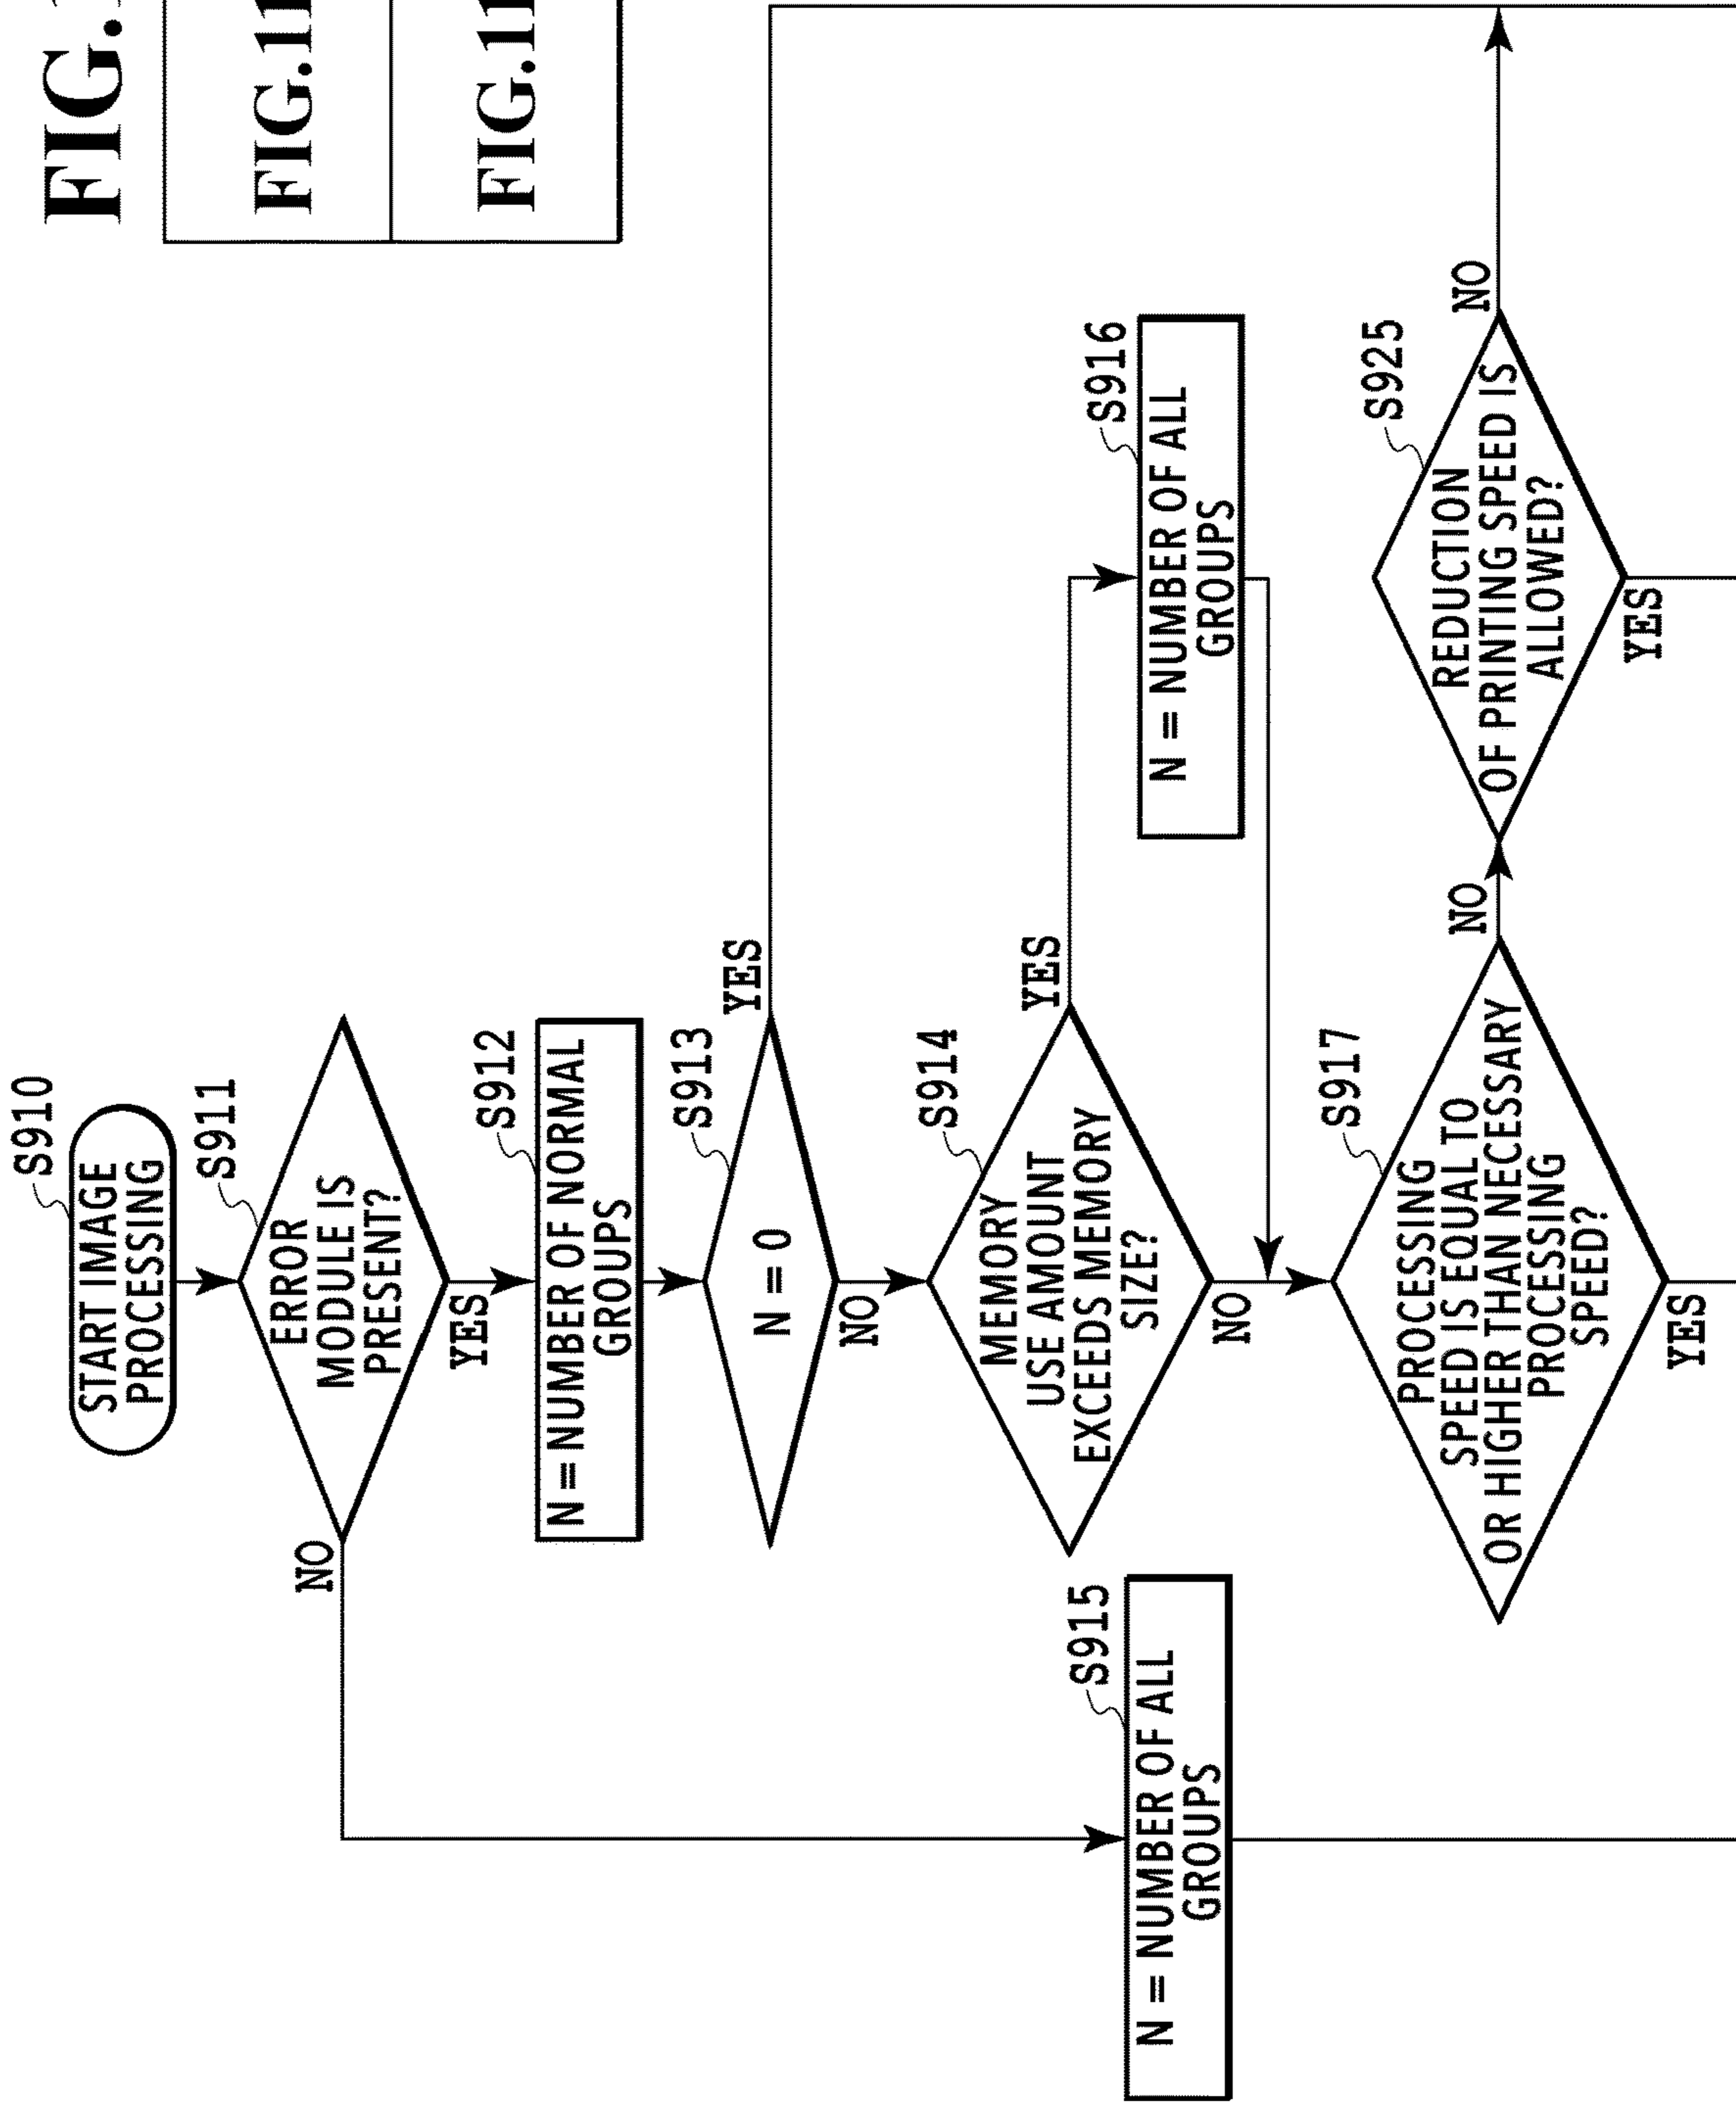 FIG.
FIG.11
FIG.11
S910
START IMAGE
PROCESSING
S911
ERROR
MODULE IS
PRESENT?
NO
YES
S912
N = NUMBER OF NORMAL
GROUPS
S913
N = 0
YES
NO
S914
MEMORY
USE AMOUNT
EXCEEDS MEMORY
SIZE?
YES
NO
S915
N = NUMBER OF ALL
GROUPS
S916
N = NUMBER OF ALL
GROUPS
S917
PROCESSING
SPEED IS EQUAL TO
OR HIGHER THAN NECESSARY
PROCESSING
SPEED?
NO
YES
S925
REDUCTION
OF PRINTING SPEED IS
ALLOWED?
NO
YES